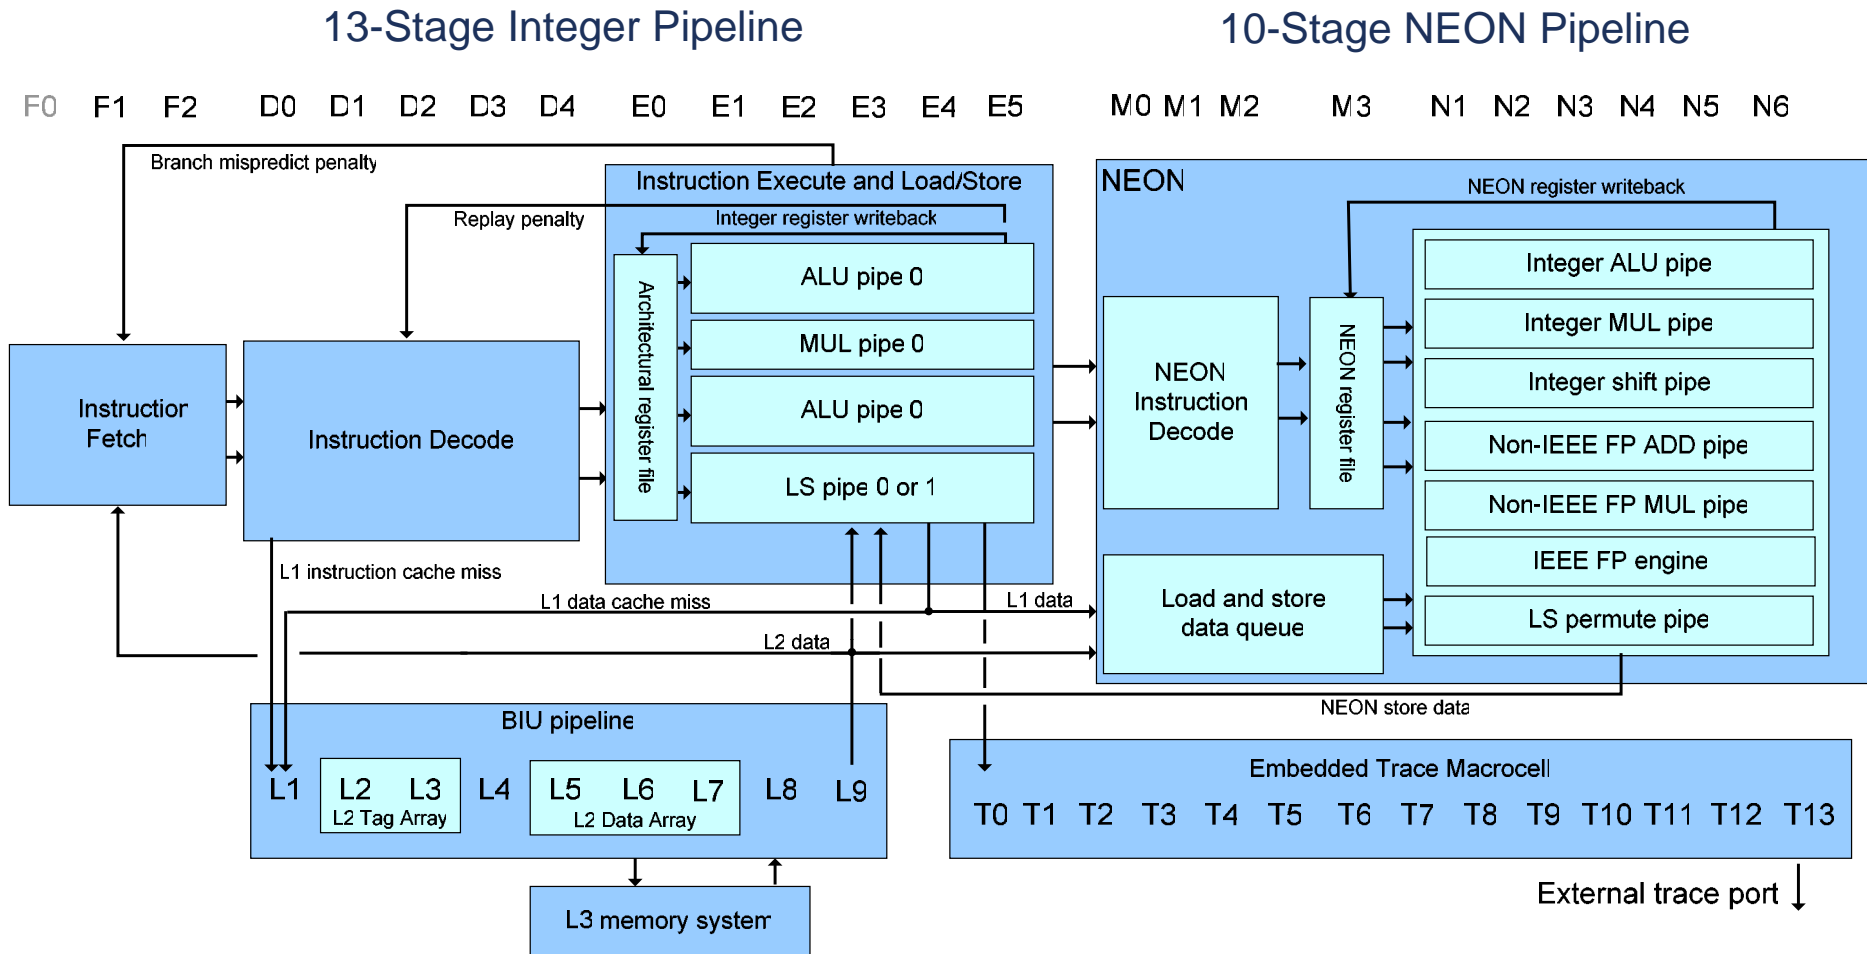 13-Stage Integer Pipeline
10-Stage NEON Pipeline
F0 F1 F2 D0 D1 D2 D3 D4 E0 E1 E2 E3 E4 E5 M0 M1 M2 M3 N1 N2 N3 N4 N5 N6
Branch mispredict penalty
Instruction Execute and Load/Store
Replay penalty
Integer register writeback
Architectural register file
ALU pipe 0
MUL pipe 0
ALU pipe 0
LS pipe 0 or 1
Instruction
Fetch
Instruction Decode
NEON
NEON register writeback
NEON
Instruction
Decode
NEON register file
Integer ALU pipe
Integer MUL pipe
Integer shift pipe
Non-IEEE FP ADD pipe
Non-IEEE FP MUL pipe
IEEE FP engine
LS permute pipe
Load and store
data queue
L1 instruction cache miss
L1 data cache miss
L1 data
L2 data
NEON store data
BIU pipeline
L1 L2 L3 L4 L5 L6 L7 L8 L9
L2 Tag Array
L2 Data Array
L3 memory system
Embedded Trace Macrocell
T0 T1 T2 T3 T4 T5 T6 T7 T8 T9 T10 T11 T12 T13
External trace port